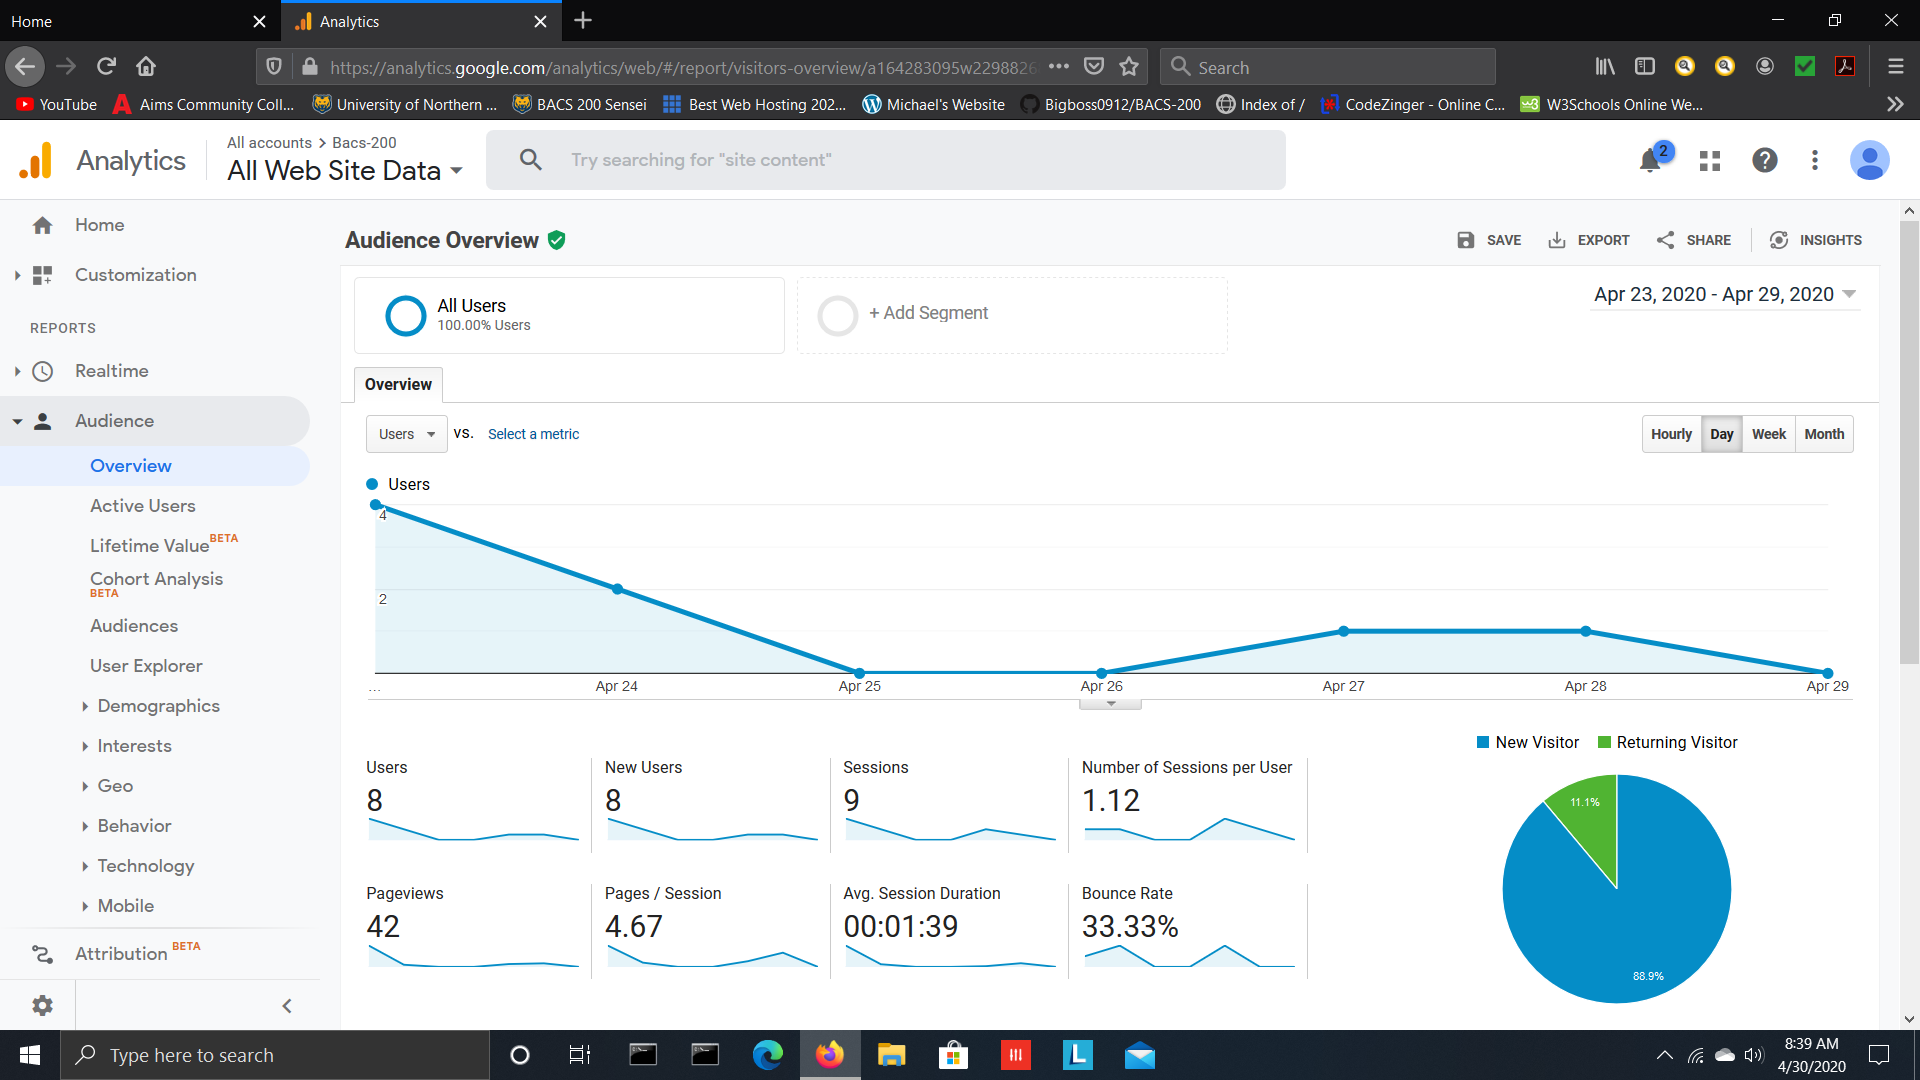 Home
Analytics
https://analytics.google.com/analytics/web/#/report/visitors-overview/a164283095w2298826
Search
YouTube
Aims Community Coll...
University of Northern ...
BACS 200 Sensei
Best Web Hosting 202...
Michael's Website
Bigboss0912/BACS-200
Index of /
CodeZinger - Online C...
W3Schools Online We...
Analytics
All accounts > Bacs-200
All Web Site Data
Try searching for "site content"
2
Home
Customization
REPORTS
Realtime
Audience
Overview
Active Users
Lifetime Value BETA
Cohort Analysis
BETA
Audiences
User Explorer
Demographics
Interests
Geo
Behavior
Technology
Mobile
Attribution BETA
Audience Overview
SAVE
EXPORT
SHARE
INSIGHTS
All Users
100.00% Users
+ Add Segment
Apr 23, 2020 - Apr 29, 2020
Overview
Users
VS.
Select a metric
Hourly
Day
Week
Month
Users
4
2
...
Apr 24
Apr 25
Apr 26
Apr 27
Apr 28
Apr 29
Users
8
New Users
8
Sessions
9
Number of Sessions per User
1.12
Pageviews
42
Pages / Session
4.67
Avg. Session Duration
00:01:39
Bounce Rate
33.33%
New Visitor
Returning Visitor
11.1%
88.9%
Type here to search
8:39 AM
4/30/2020